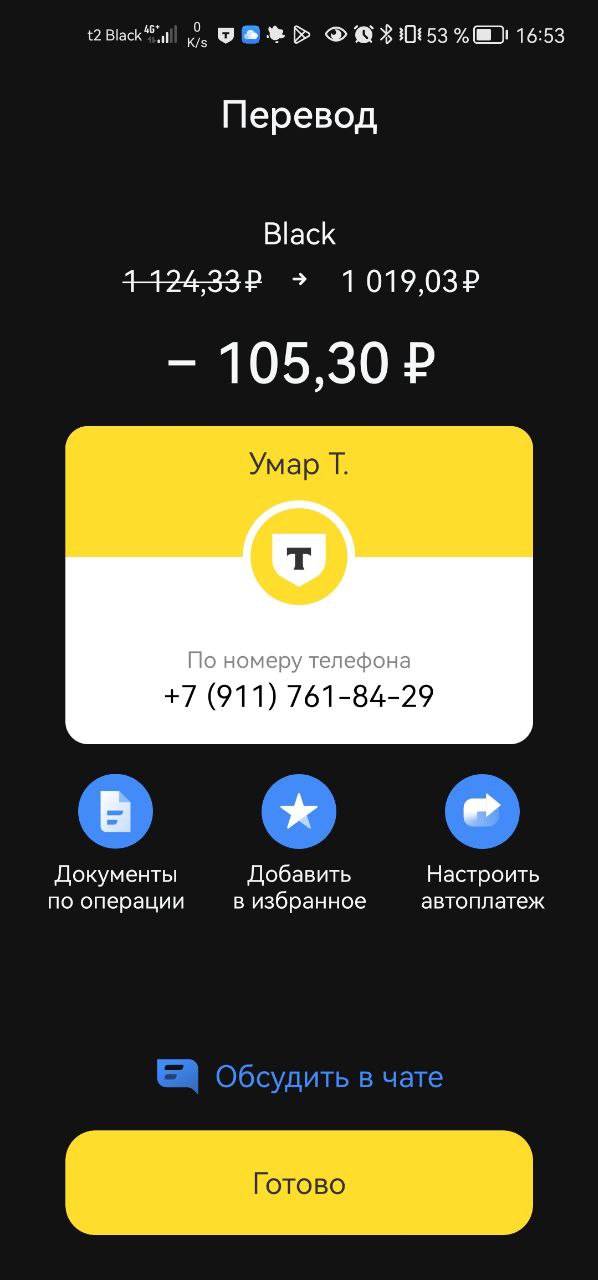 t2 Black 4G+ 0 K/s 53 % 16:53
Перевод
Black
1 124,33 ₽ → 1 019,03 ₽
– 105,30 ₽
Умар Т.
Т
По номеру телефона
+7 (911) 761-84-29
Документы по операции
Добавить в избранное
Настроить автоплатеж
Обсудить в чате
Готово